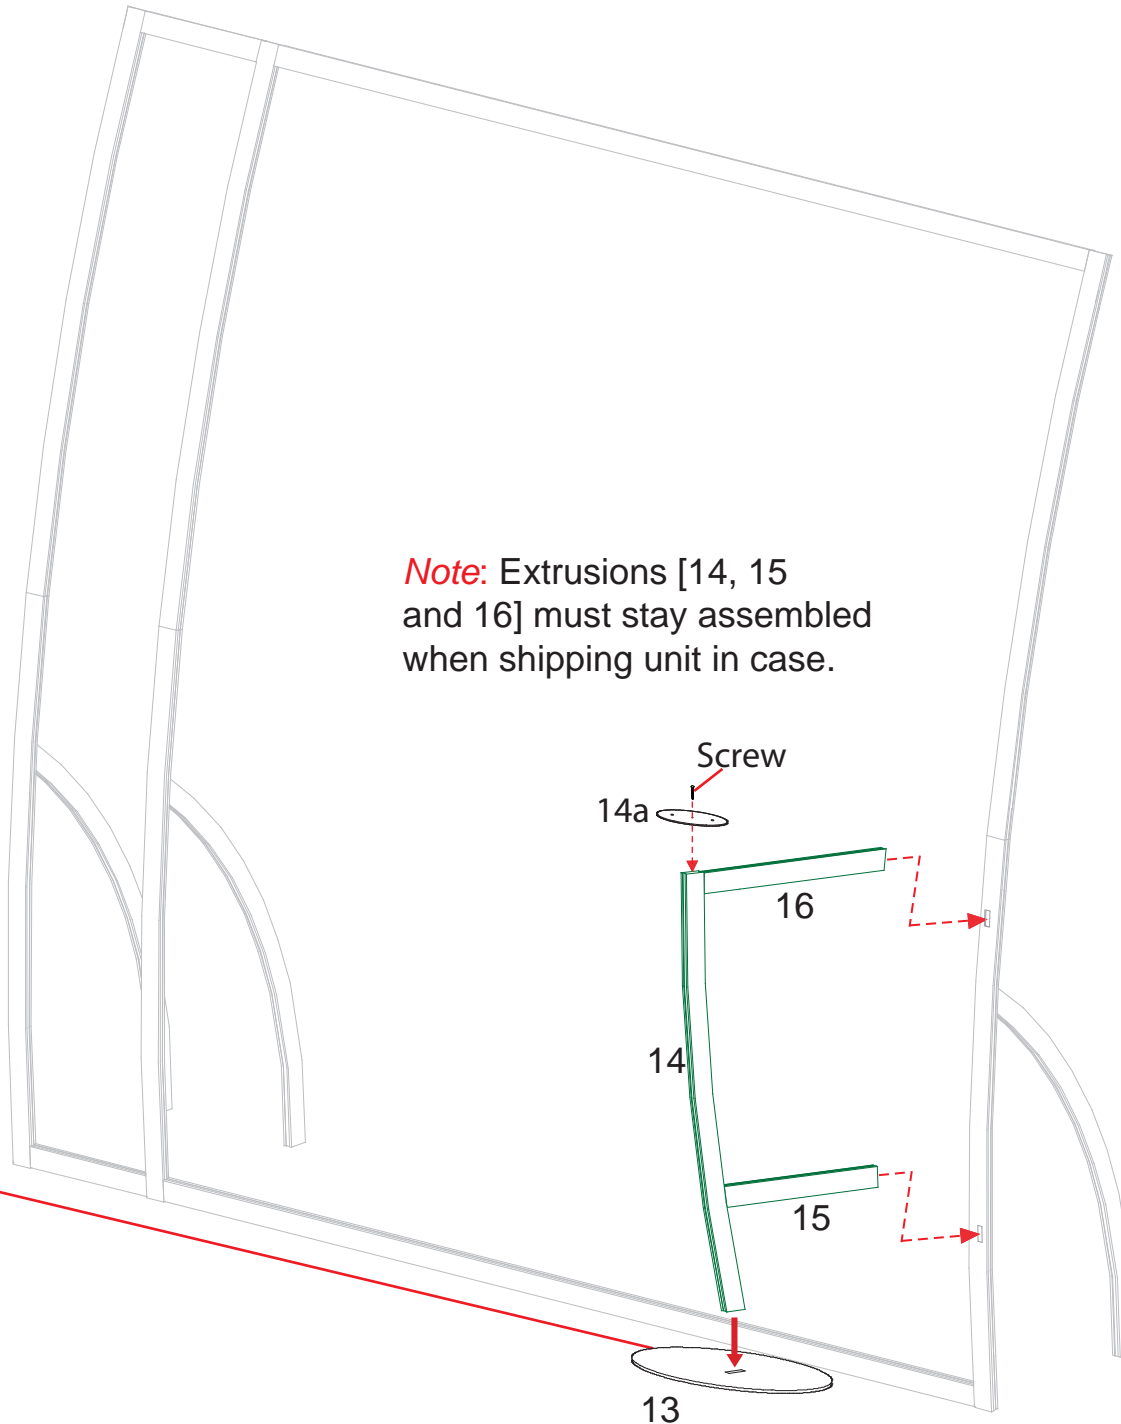 Note: Extrusions [14, 15
and 16] must stay assembled
when shipping unit in case.
Screw
14a
16
14
15
13